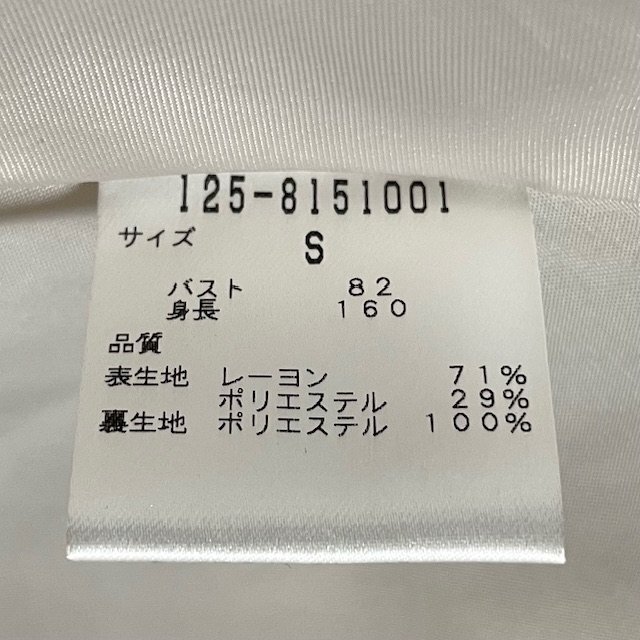 125-8151001
サイズ S
バスト 82
身長 160
品質
表生地 レーヨン 71%
ポリエステル 29%
裏生地 ポリエステル 100%